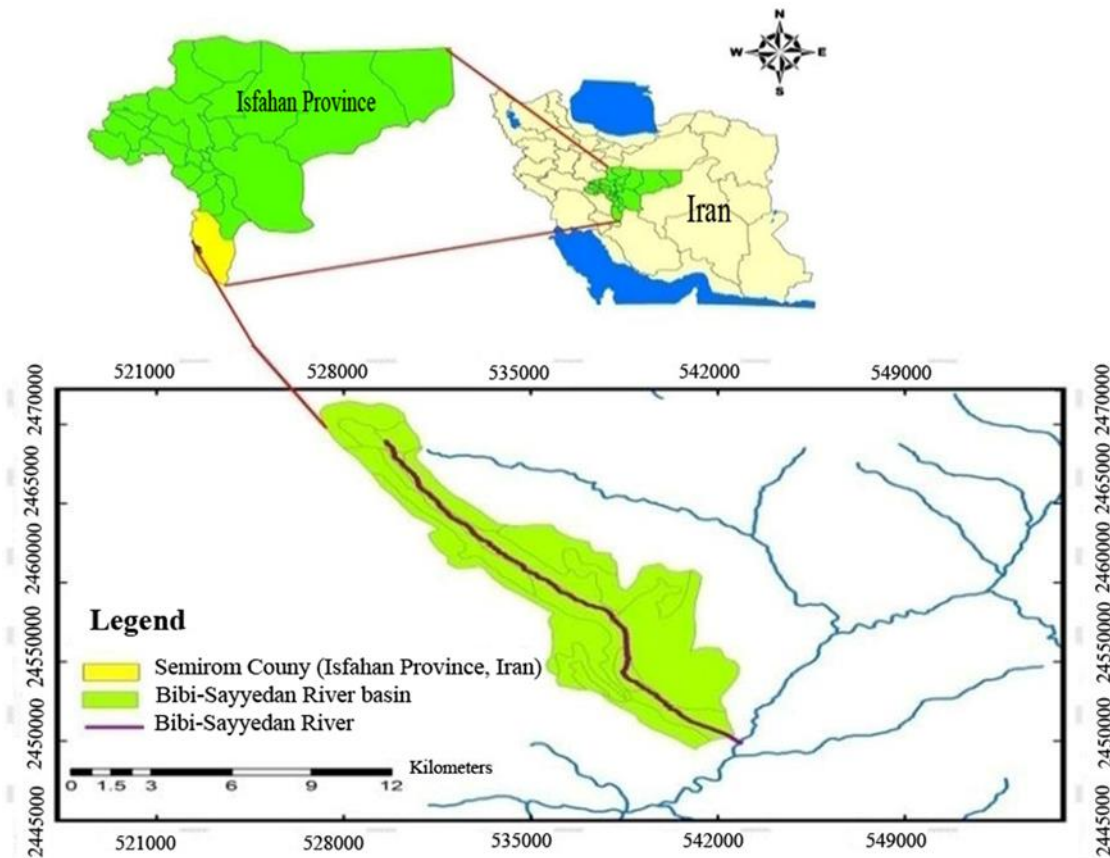 N
W E
S
Isfahan Province
Iran
521000 528000 535000 542000 549000
2470000 2470000
2465000 2465000
2460000 2460000
24550000 24550000
2450000 2450000
2445000 2445000
Legend
Semirom Couny (Isfahan Province, Iran)
Bibi-Sayyedan River basin
Bibi-Sayyedan River
Kilometers
0 1.5 3 6 9 12
521000 528000 535000 542000 549000